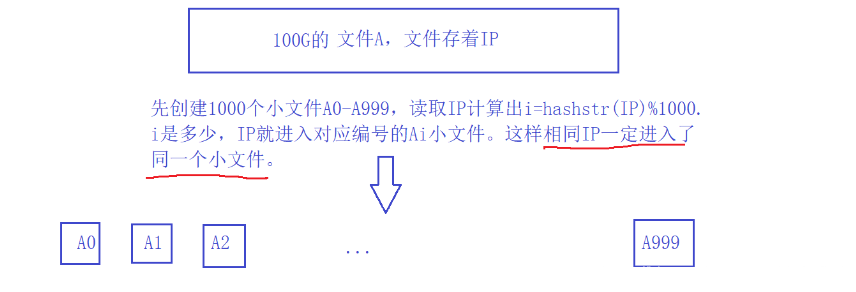 100G的 文件A，文件存着IP
先创建1000个小文件A0-A999，读取IP计算出i=hashstr(IP)%1000.
i是多少，IP就进入对应编号的Ai小文件。这样相同IP一定进入了
同一个小文件。
A0 A1 A2 ... A999